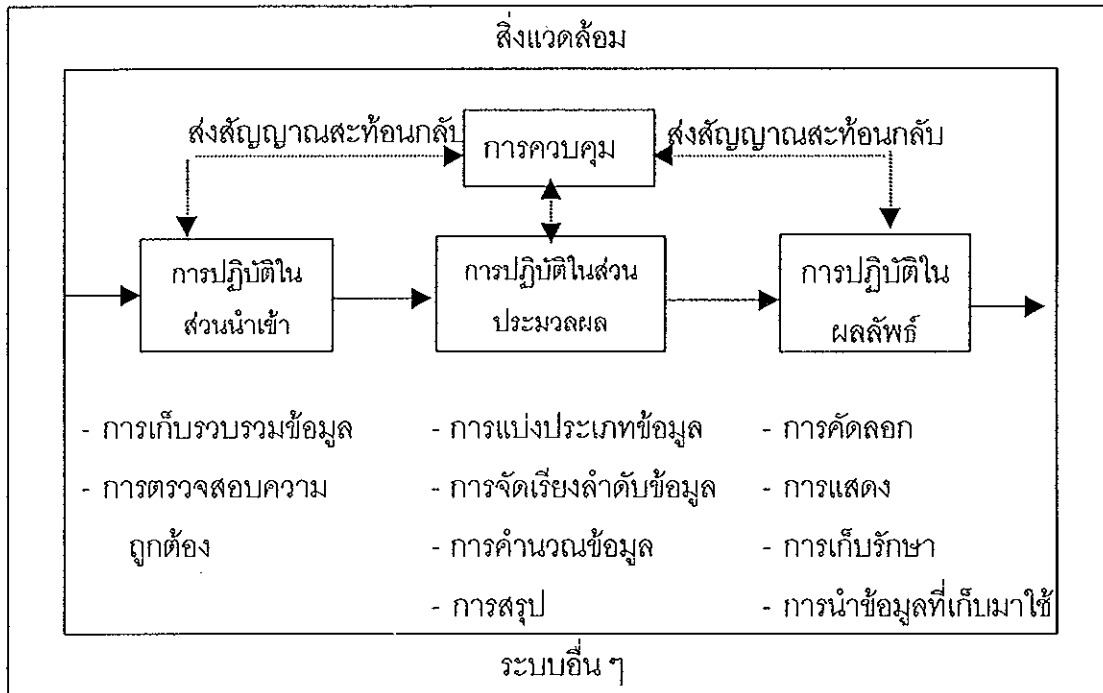 สิ่งแวดล้อม
ส่งสัญญาณสะท้อนกลับ
การควบคุม
ส่งสัญญาณสะท้อนกลับ
การปฏิบัติใน
ส่วนนำเข้า
การปฏิบัติในส่วน
ประมวลผล
การปฏิบัติใน
ผลลัพธ์
- การเก็บรวบรวมข้อมูล
- การตรวจสอบความ
ถูกต้อง
- การแบ่งประเภทข้อมูล
- การจัดเรียงลำดับข้อมูล
- การคำนวณข้อมูล
- การสรุป
- การคัดลอก
- การแสดง
- การเก็บรักษา
- การนำข้อมูลที่เก็บมาใช้
ระบบอื่น ๆ